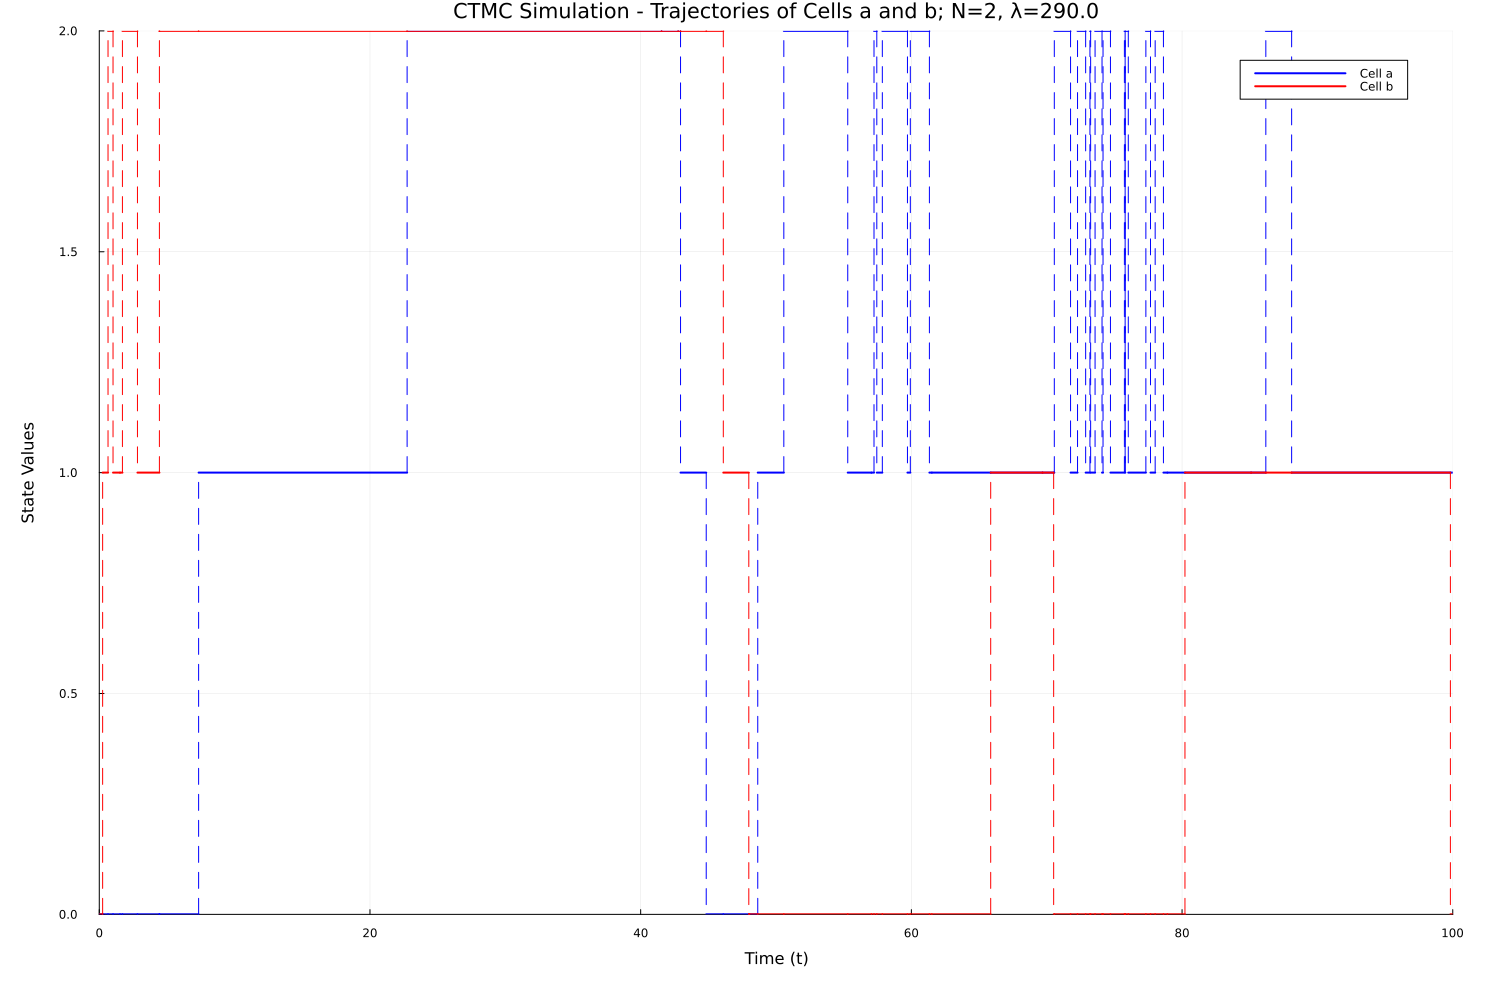 CTMC Simulation - Trajectories of Cells a and b; N=2, λ=290.0
2.0
Cell a
Cell b
1.5
1.0
State Values
0.5
0.0
0 20 40 60 80 100
Time (t)